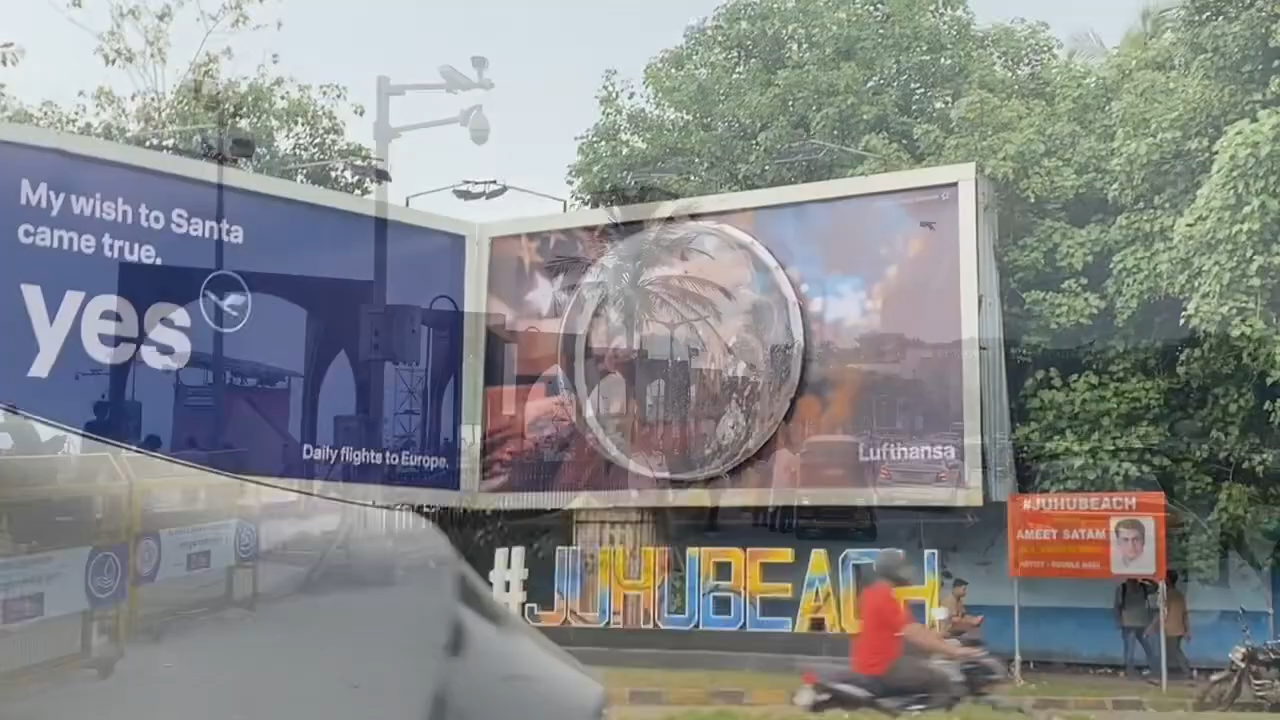 My wish to Santa
came true.
yes
Daily flights to Europe.
Lufthansa
#JUHUBEACH
#JUHUBEACH
AMEET SATAM